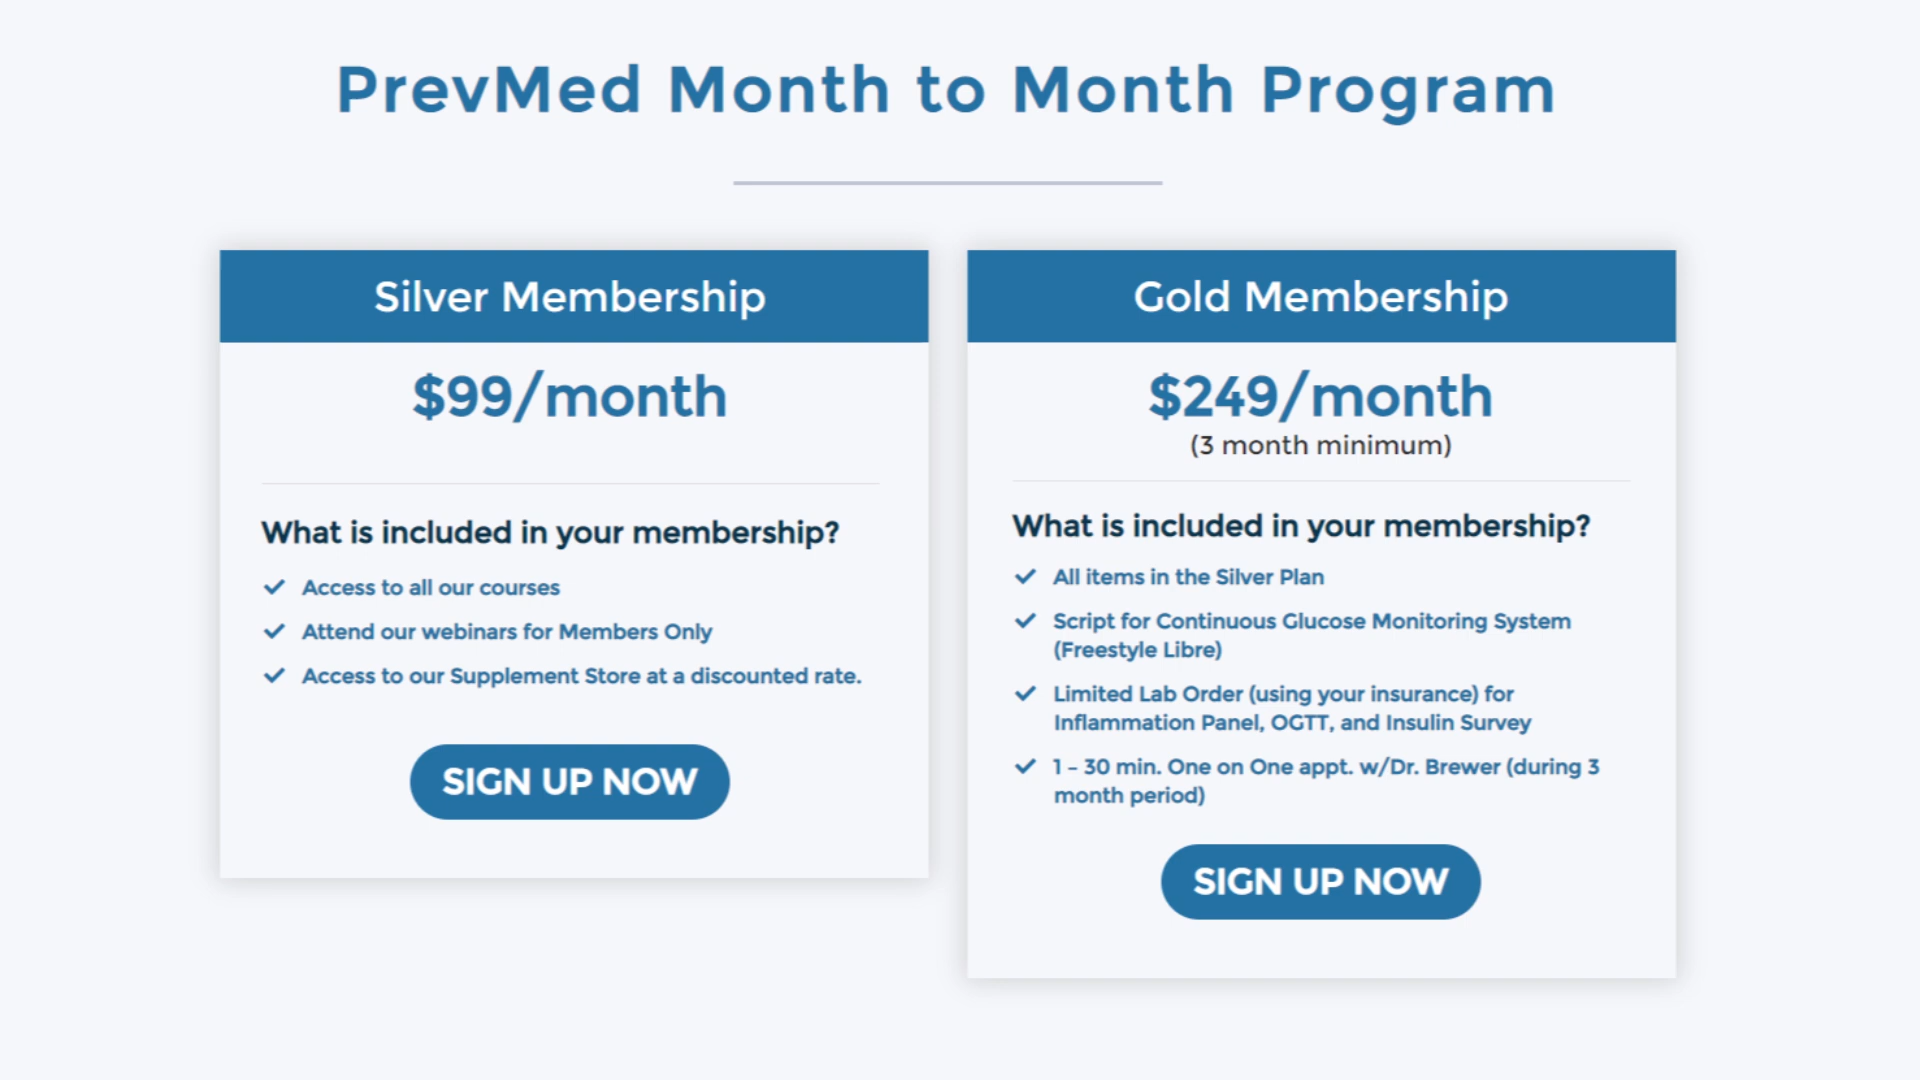 PrevMed Month to Month Program
Silver Membership
$99/month
What is included in your membership?
Access to all our courses
Attend our webinars for Members Only
Access to our Supplement Store at a discounted rate.
SIGN UP NOW
Gold Membership
$249/month
(3 month minimum)
What is included in your membership?
All items in the Silver Plan
Script for Continuous Glucose Monitoring System
(Freestyle Libre)
Limited Lab Order (using your insurance) for
Inflammation Panel, OGTT, and Insulin Survey
1 – 30 min. One on One appt. w/Dr. Brewer (during 3
month period)
SIGN UP NOW